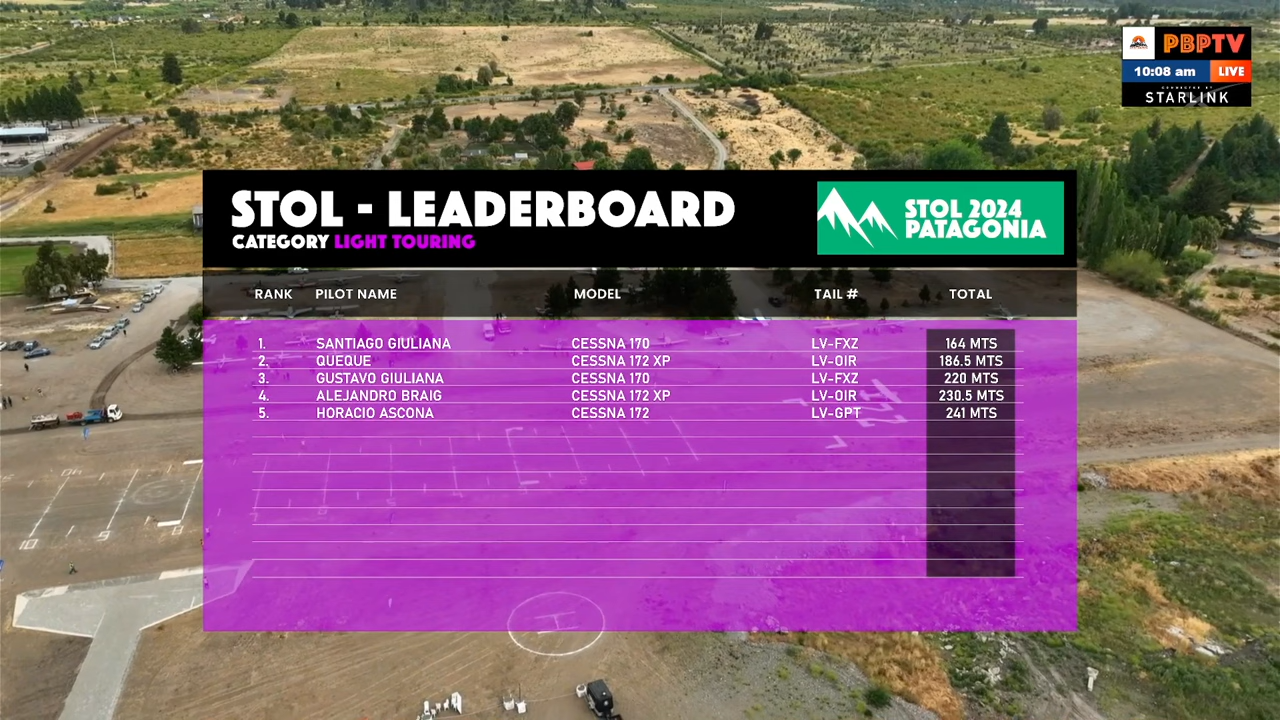 PBPTV
10:08 am LIVE
STARLINK
STOL - LEADERBOARD
CATEGORY LIGHT TOURING
STOL 2024
PATAGONIA
RANK PILOT NAME MODEL TAIL # TOTAL
1. SANTIAGO GIULIANA CESSNA 170 LV-FXZ 164 MTS
2. QUEQUE CESSNA 172 XP LV-OIR 186.5 MTS
3. GUSTAVO GIULIANA CESSNA 170 LV-FXZ 220 MTS
4. ALEJANDRO BRAIG CESSNA 172 XP LV-OIR 230.5 MTS
5. HORACIO ASCONA CESSNA 172 LV-GPT 241 MTS
H